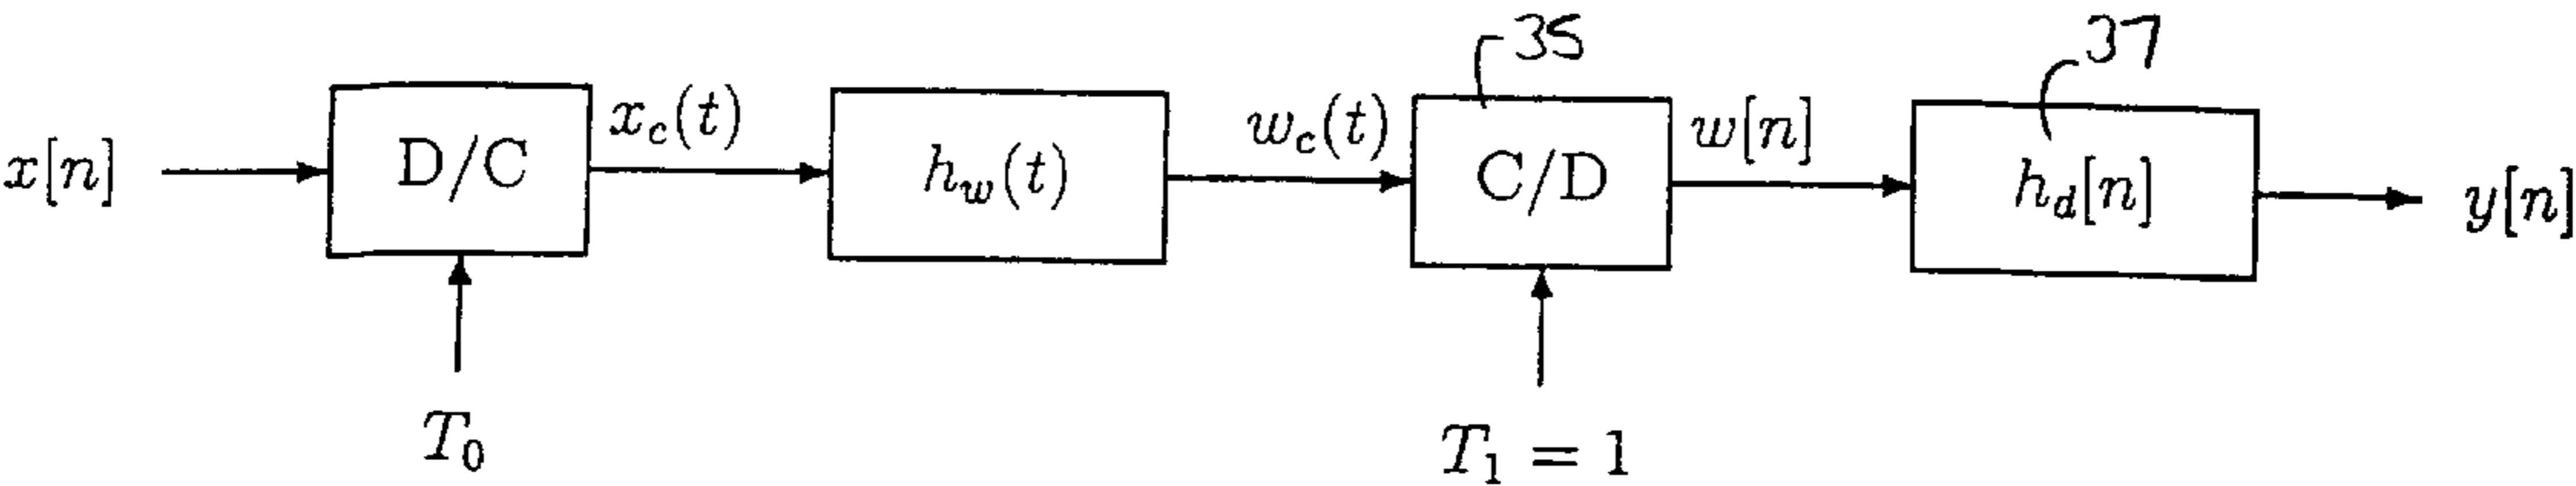 35
37
x[n]
D/C
x_c(t)
h_w(t)
w_c(t)
C/D
w[n]
h_d[n]
y[n]
T_0
T_1 = 1